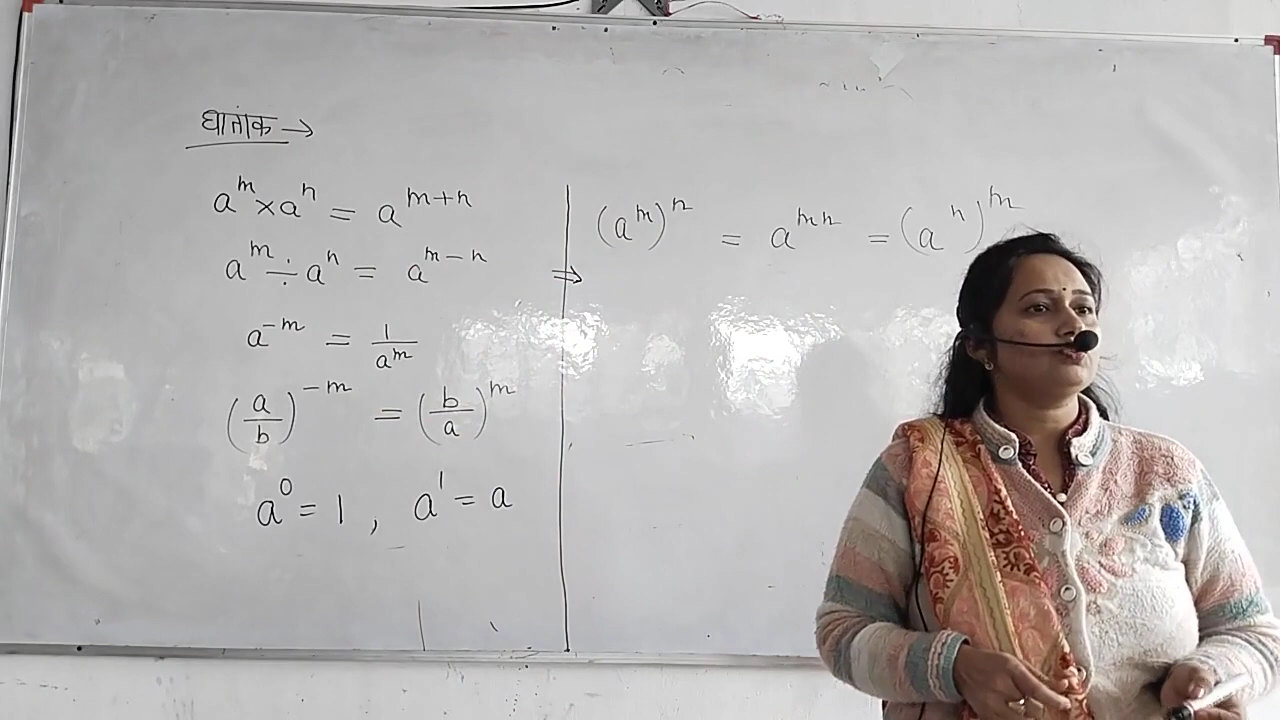 घातांक →
a^m × a^n = a^{m+n}
a^m ÷ a^n = a^{m-n}
a^{-m} = 1/a^m
(a/b)^{-m} = (b/a)^m
a^0 = 1, a^1 = a
⇒ (a^m)^n = a^{mn} = (a^n)^m